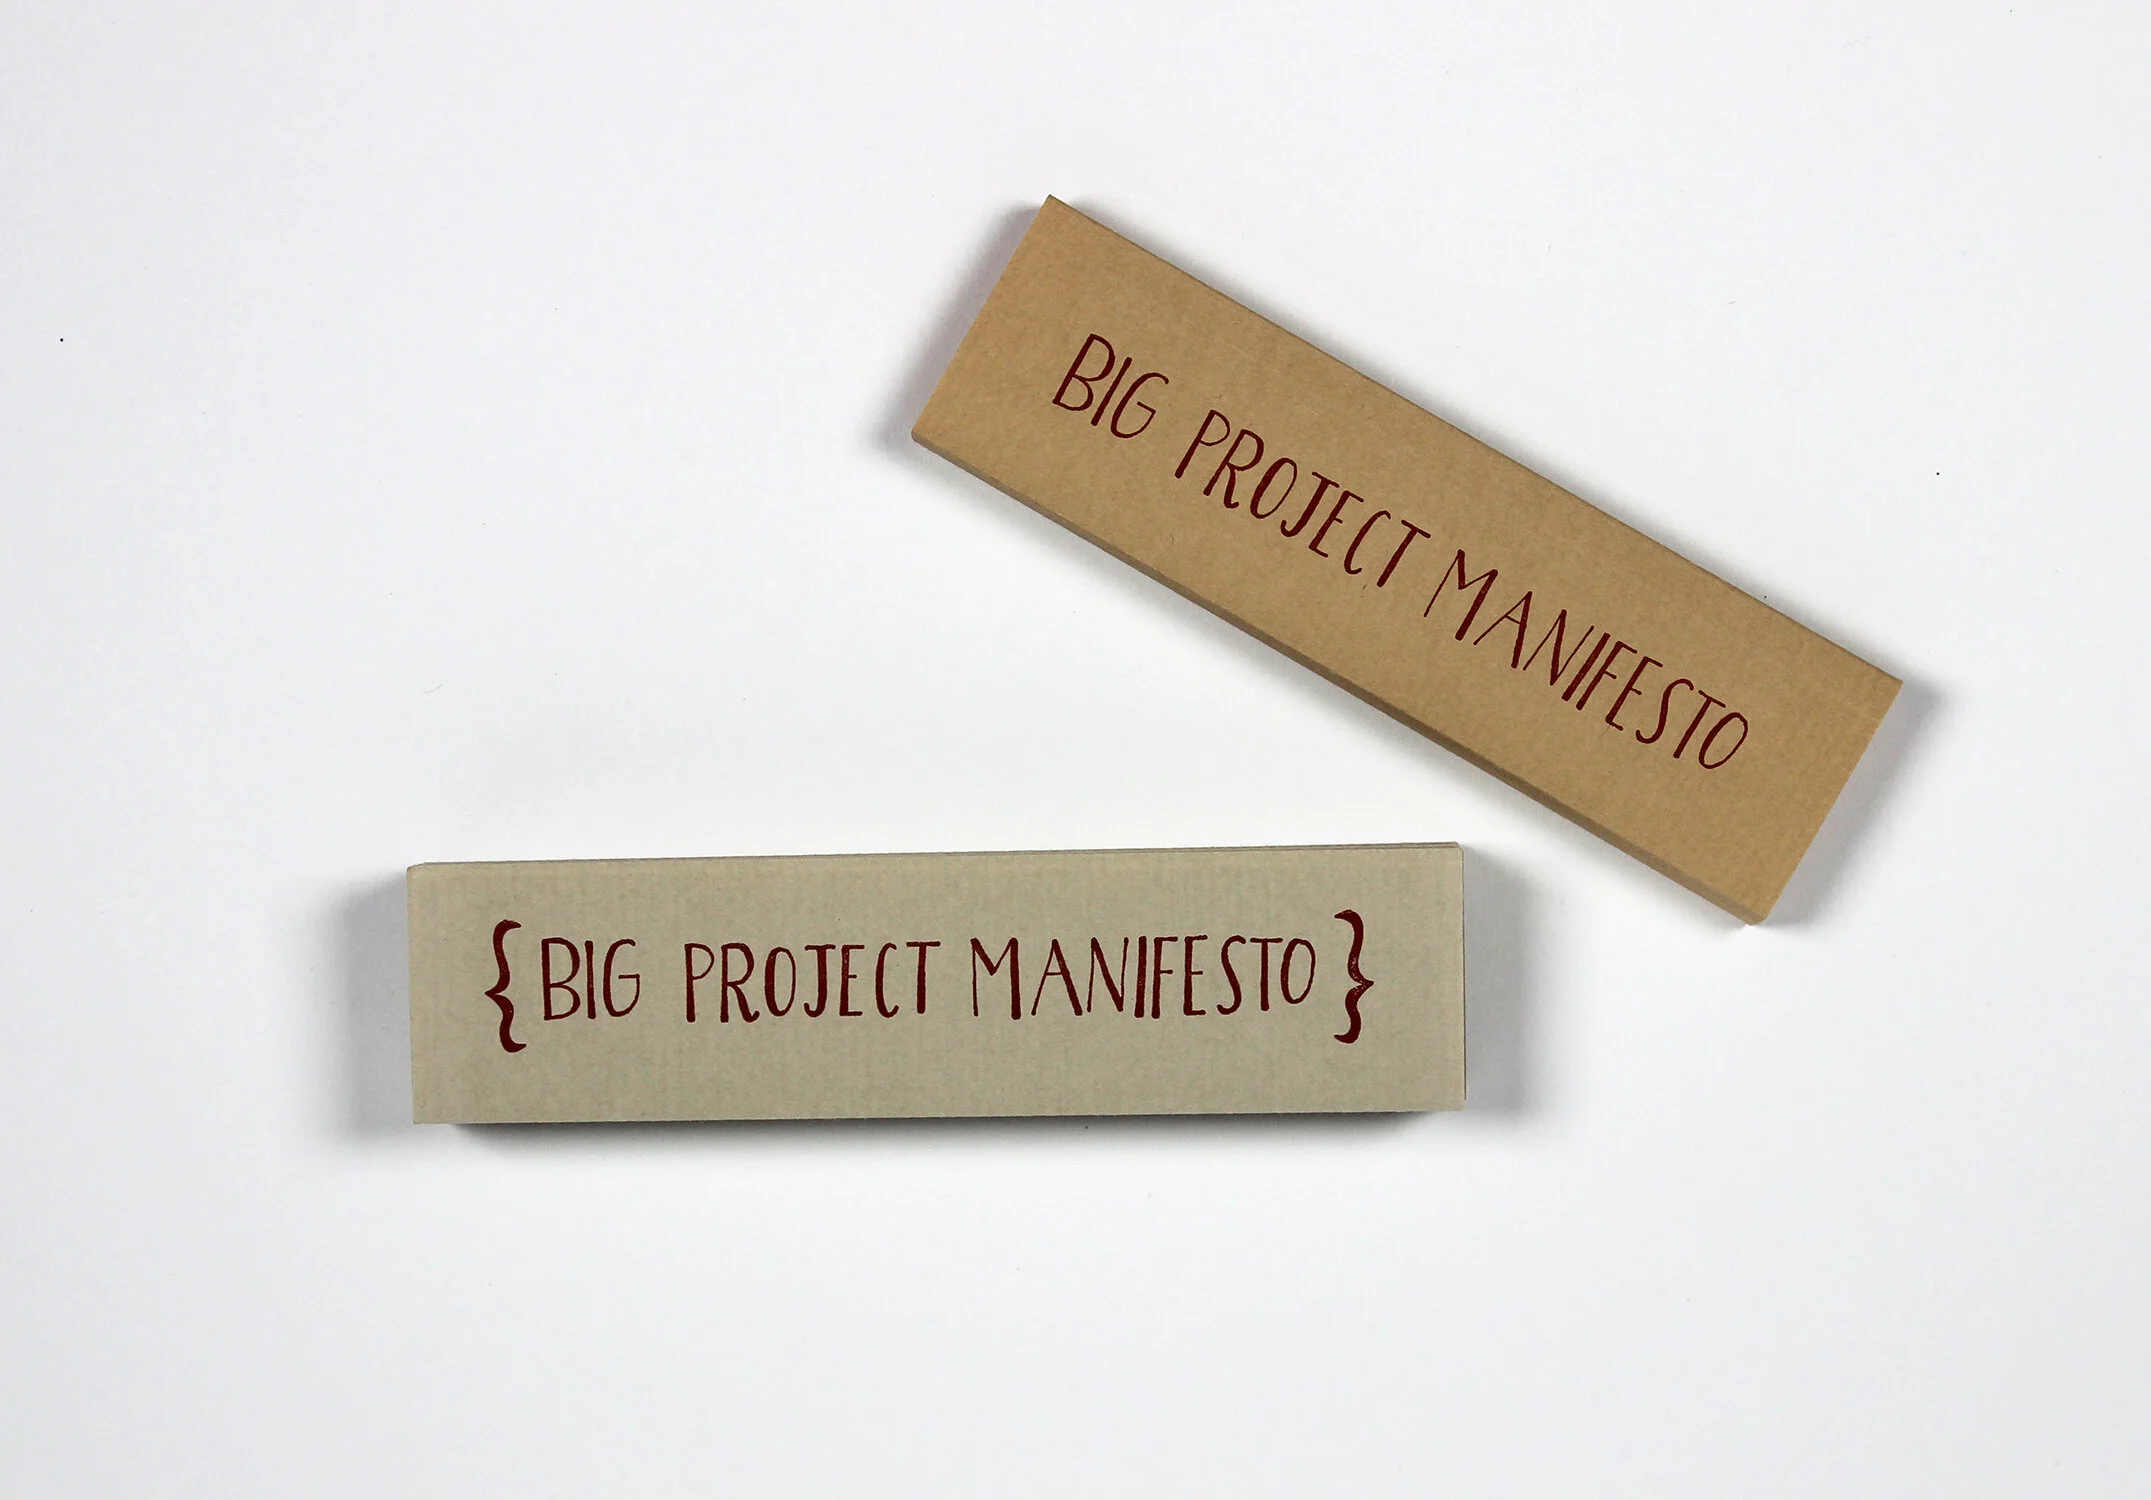 BIG PROJECT MANIFESTO
{BIG PROJECT MANIFESTO}